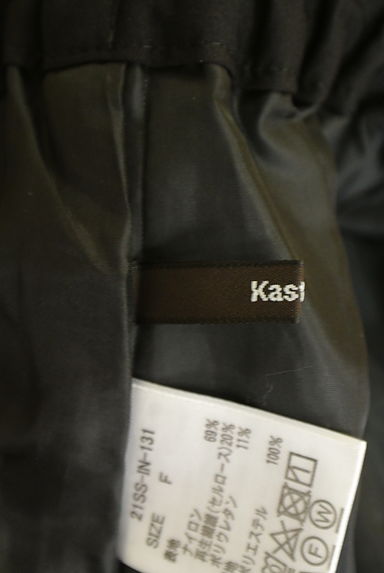 Kast
21SS-IN-131
SIZE F
表地
ナイロン 69%
再生繊維(セルロース)20%
ポリウレタン 11%
ポリエステル 100%
F
W